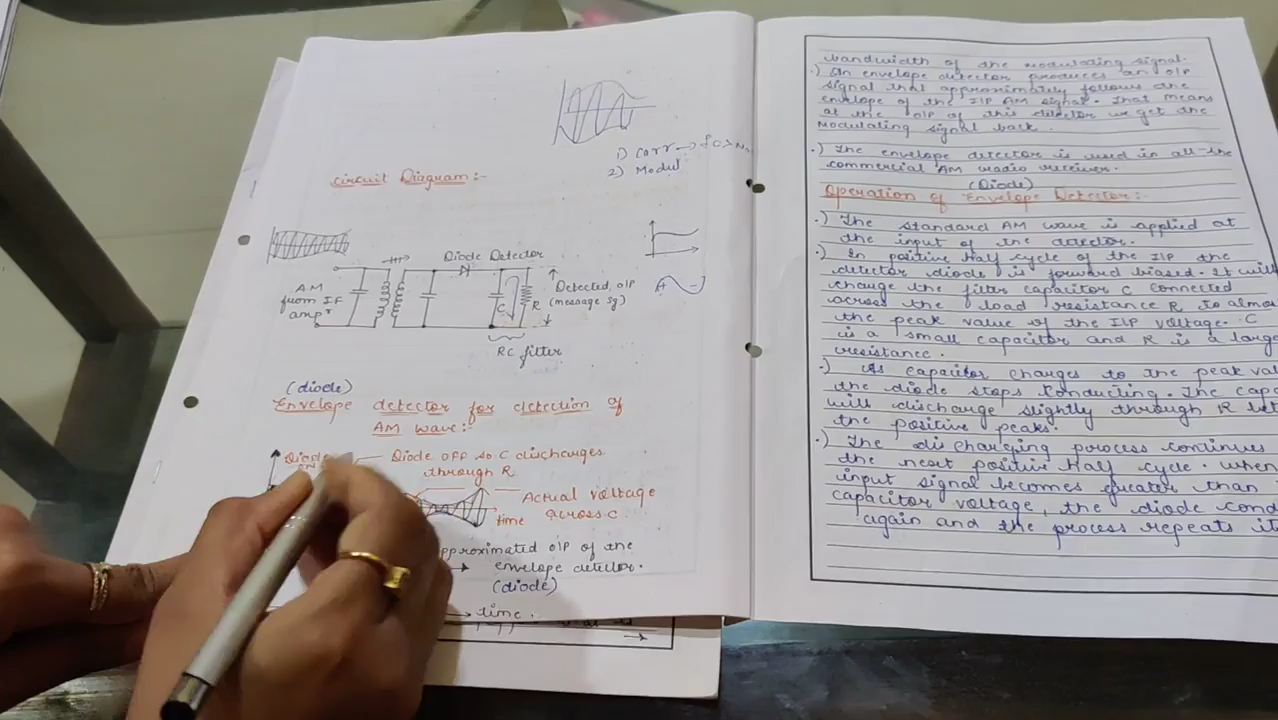 1) Carr →
2) Modul
Circuit Diagram:-
Diode Detector
AM
from IF
ampr
C
R
Detected O/P
(message sg)
RC filter
(diode)
Envelope detector for detection of
AM wave:-
Diode
ON
Diode OFF so C discharges
through R
Actual voltage
across C.
time
approximated O/P of the
envelope detector.
(diode)
time.
bandwidth of the modulating signal.
.) An envelope detector produces an O/P
signal that approximately follows the
envelope of the I/P AM signal. That means
at the O/P of this detector we get the
Modulating signal back.
.) The envelope detector is used in all the
commercial AM radio receiver.
(Diode)
Operation of Envelope Detector:-
.) The standard AM wave is applied at
the input of the detector.
.) In positive Half cycle of the I/P the
detector diode is forward biased. It will
charge the filter capacitor C connected
across the load resistance R to almos
the peak value of the I/P voltage. C
is a small capacitor and R is a large
resistance.
.) As capacitor charges to the peak val
the diode stops conducting. The cap
will discharge slightly through R bet
the positive peaks.
.) The discharging process continues
the next positive Half cycle. When
input signal becomes greater than
capacitor voltage, the diode cond
again and the process repeats it